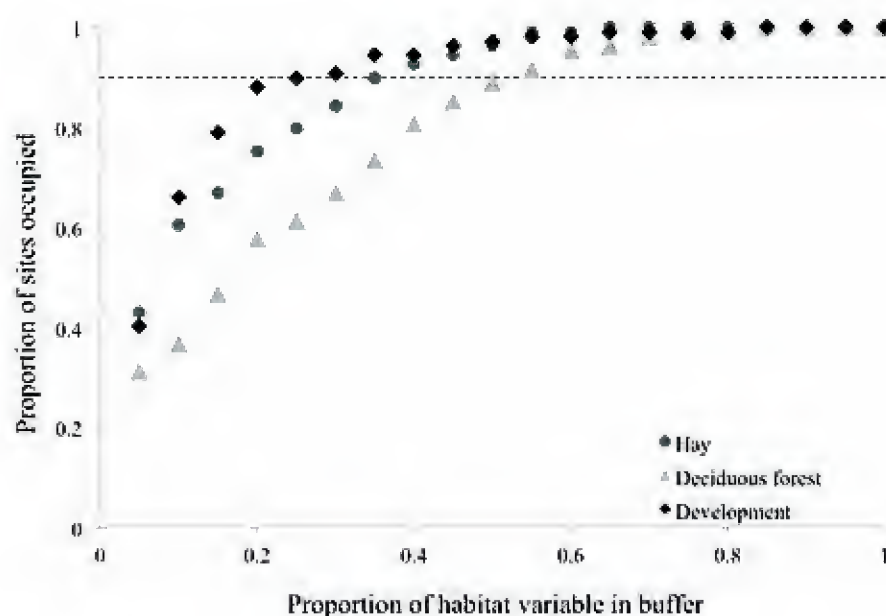 1
0.8
0.6
0.4
0.2
0
Proportion of sites occupied
Hay
Deciduous forest
Development
0 0.2 0.4 0.6 0.8 1
Proportion of habitat variable in buffer